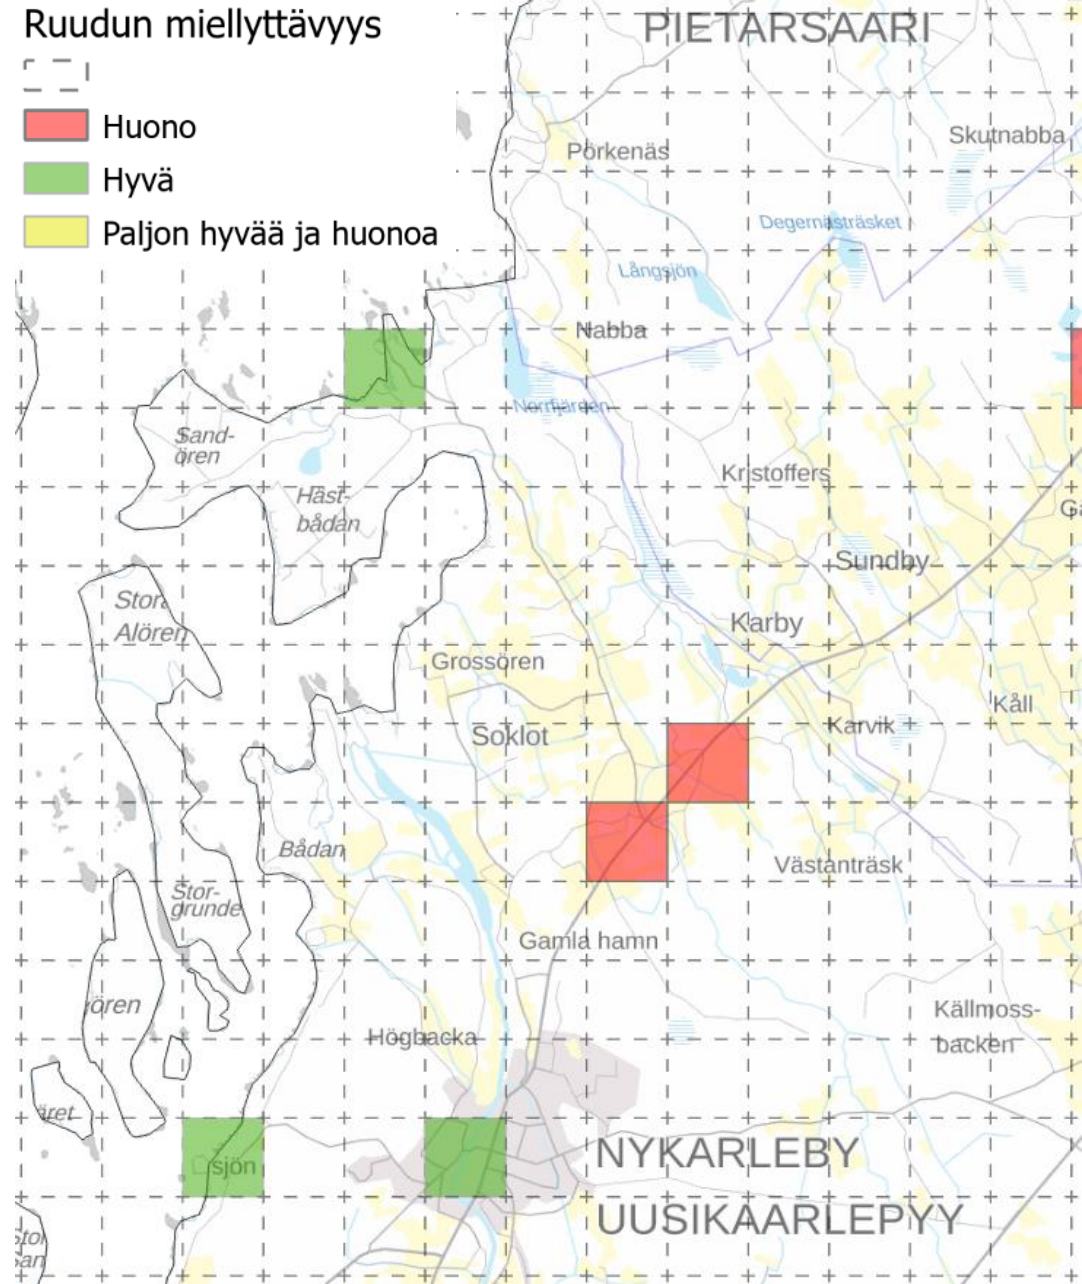 Ruudun miellyttävyys
Huono
Hyvä
Paljon hyvää ja huonoa
PIETARSAARI
Skutnabba
Pörkenäs
Degernästräsket
Långsjön
Nabba
Norrfjärden
Sand-
ören
Kristoffers
Häst-
bådan
Sundby
Stora
Alören
Karby
Grossören
Kåll
Soklot
Karvik
Bådan
Västanträsk
Stor-
grundet
Gamla hamn
ören
Källmoss-
backen
Högbacka
äret
NYKARLEBY
sjön
UUSIKAARLEPYY